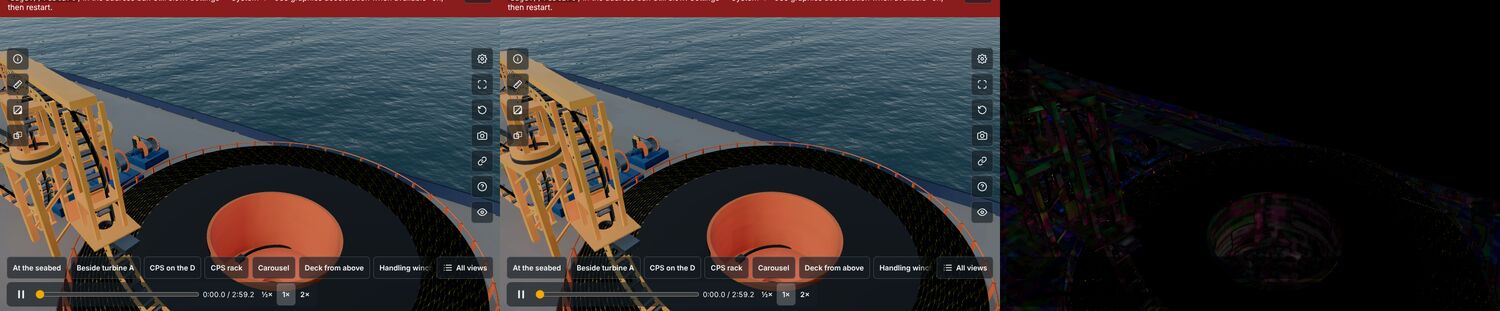 then restart.
then restart.
At the seabed
Beside turbine A
CPS on the D
CPS rack
Carousel
Deck from above
Handling winc
All views
At the seabed
Beside turbine A
CPS on the D
CPS rack
Carousel
Deck from above
Handling winc
All views
0:00.0 / 2:59.2 ½× 1× 2×
0:00.0 / 2:59.2 ½× 1× 2×